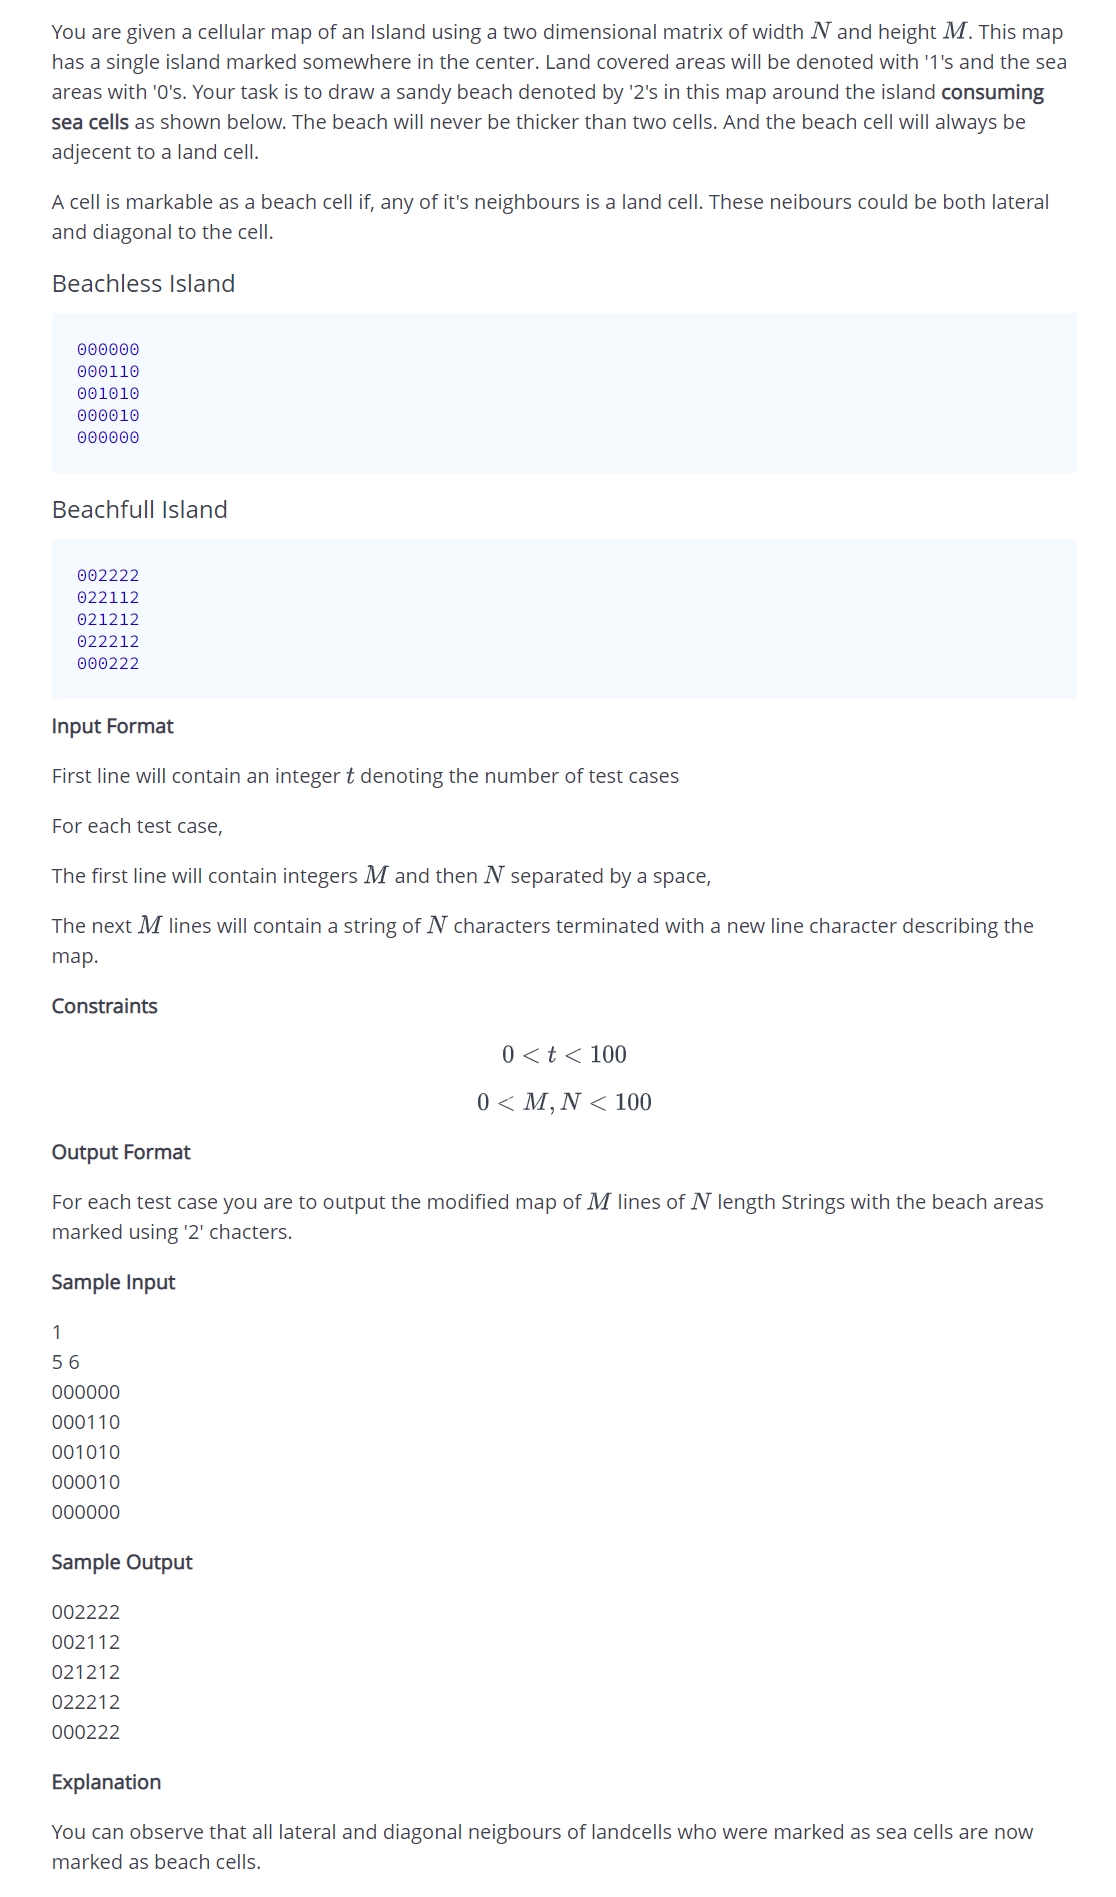 You are given a cellular map of an Island using a two dimensional matrix of width N and height M. This map
has a single island marked somewhere in the center. Land covered areas will be denoted with '1's and the sea
areas with '0's. Your task is to draw a sandy beach denoted by '2's in this map around the island consuming
sea cells as shown below. The beach will never be thicker than two cells. And the beach cell will always be
adjecent to a land cell.
A cell is markable as a beach cell if, any of it's neighbours is a land cell. These neibours could be both lateral
and diagonal to the cell.
Beachless Island
000000
000110
001010
000010
000000
Beachfull Island
002222
022112
021212
022212
000222
Input Format
First line will contain an integer t denoting the number of test cases
For each test case,
The first line will contain integers M and then N separated by a space,
The next M lines will contain a string of N characters terminated with a new line character describing the
map.
Constraints
0 < t < 100
0 < M, N < 100
Output Format
For each test case you are to output the modified map of M lines of N length Strings with the beach areas
marked using '2' chacters.
Sample Input
1
5 6
000000
000110
001010
000010
000000
Sample Output
002222
002112
021212
022212
000222
Explanation
You can observe that all lateral and diagonal neigbours of landcells who were marked as sea cells are now
marked as beach cells.